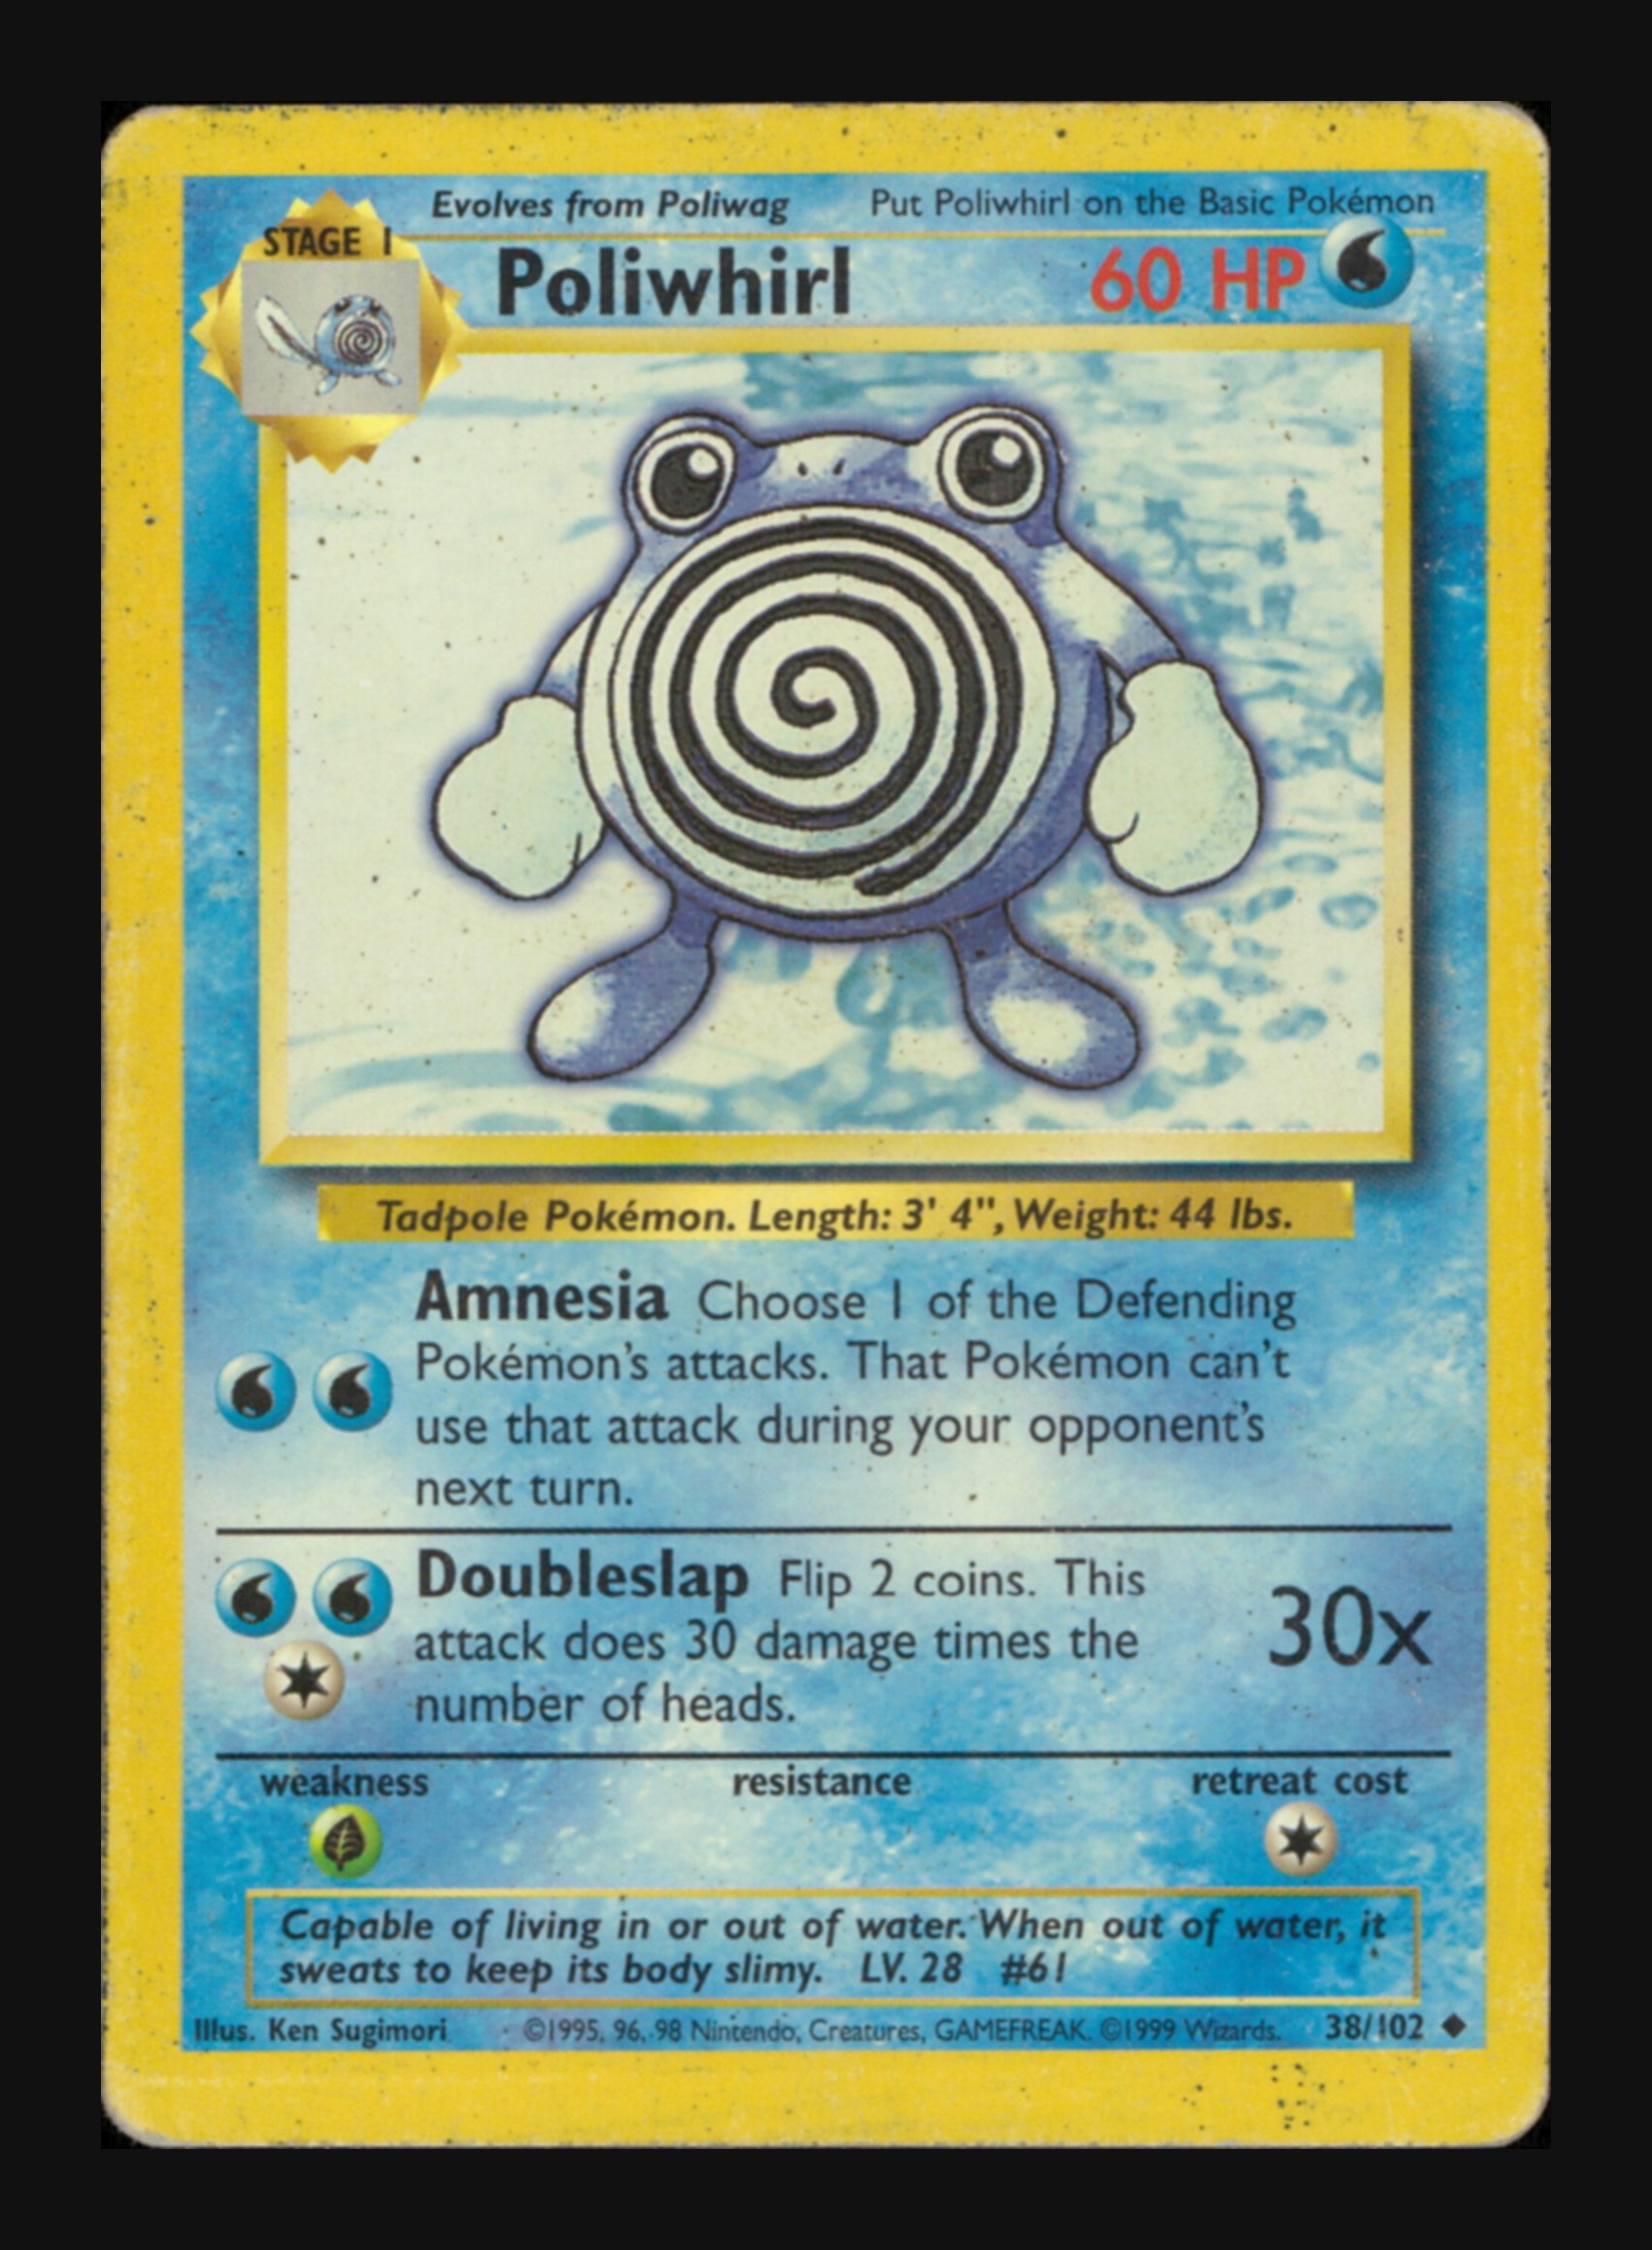 Evolves from Poliwag Put Poliwhirl on the Basic Pokémon
STAGE 1
Poliwhirl 60 HP
Tadpole Pokémon. Length: 3' 4", Weight: 44 lbs.
Amnesia Choose 1 of the Defending
Pokémon's attacks. That Pokémon can't
use that attack during your opponent's
next turn.
Doubleslap Flip 2 coins. This
attack does 30 damage times the
number of heads.
30x
weakness resistance retreat cost
Capable of living in or out of water. When out of water, it
sweats to keep its body slimy. LV. 28 #61
Illus. Ken Sugimori ©1995, 96, 98 Nintendo, Creatures, GAMEFREAK. ©1999 Wizards. 38/102